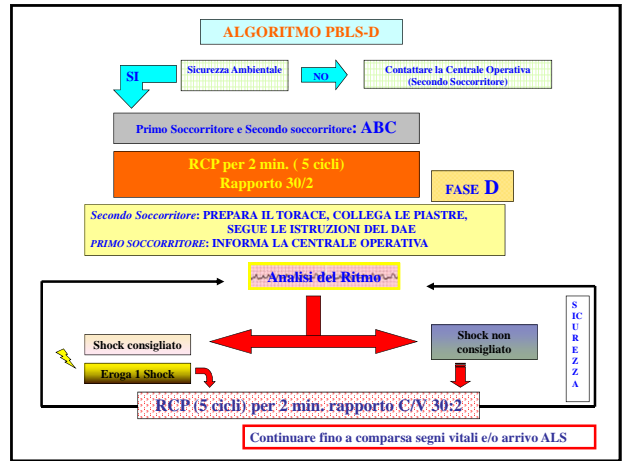 ALGORITMO PBLS-D
SI
Sicurezza Ambientale
NO
Contattare la Centrale Operativa
(Secondo Soccorritore)
Primo Soccorritore e Secondo soccorritore: ABC
RCP per 2 min. ( 5 cicli)
Rapporto 30/2
FASE D
Secondo Soccorritore: PREPARA IL TORACE, COLLEGA LE PIASTRE,
SEGUE LE ISTRUZIONI DEL DAE
PRIMO SOCCORRITORE: INFORMA LA CENTRALE OPERATIVA
Analisi del Ritmo
Shock consigliato
Shock non
consigliato
S
IC
U
R
E
Z
Z
A
Eroga 1 Shock
RCP (5 cicli) per 2 min. rapporto C/V 30:2
Continuare fino a comparsa segni vitali e/o arrivo ALS